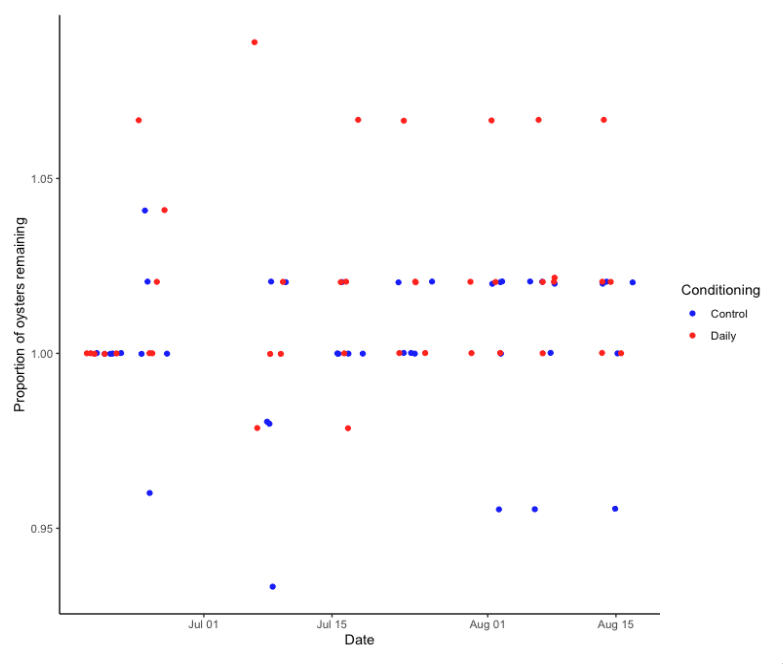 Proportion of oysters remaining
1.05
1.00
0.95
Jul 01
Jul 15
Aug 01
Aug 15
Date
Conditioning
Control
Daily